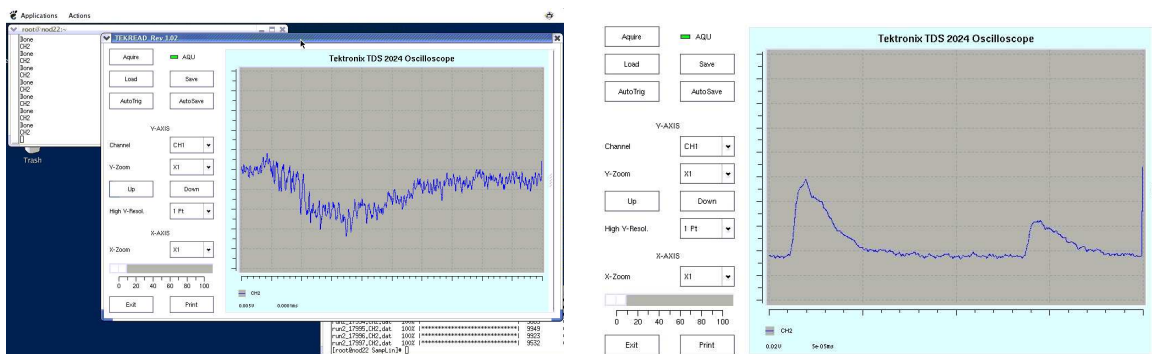 Applications Actions
root@nod22:~
Done
CH2
Done
CH2
Done
CH2
Done
CH2
Done
CH2
Done
CH2
Done
CH2
Trash
TEKREAD_Rev 1.02
Aquire AQU
Load Save
AutoTrig AutoSave
Y-AXIS
Channel CH1
Y-Zoom X1
Up Down
High Y-Resol. 1 Pt
X-AXIS
X-Zoom X1
0 20 40 60 80 100
Exit Print
Tektronix TDS 2024 Oscilloscope
CH2
0.005V 0.0001ms
run2_17995.CH2.dat 100% |********************| 9949
run2_17996.CH2.dat 100% |********************| 9923
run2_17997.CH2.dat 100% |********************| 9532
[root@nod22 SampLin]#
Aquire AQU
Load Save
AutoTrig AutoSave
Y-AXIS
Channel CH1
Y-Zoom X1
Up Down
High Y-Resol. 1 Pt
X-AXIS
X-Zoom X1
0 20 40 60 80 100
Exit Print
Tektronix TDS 2024 Oscilloscope
CH2
0.02V 5e-05ms